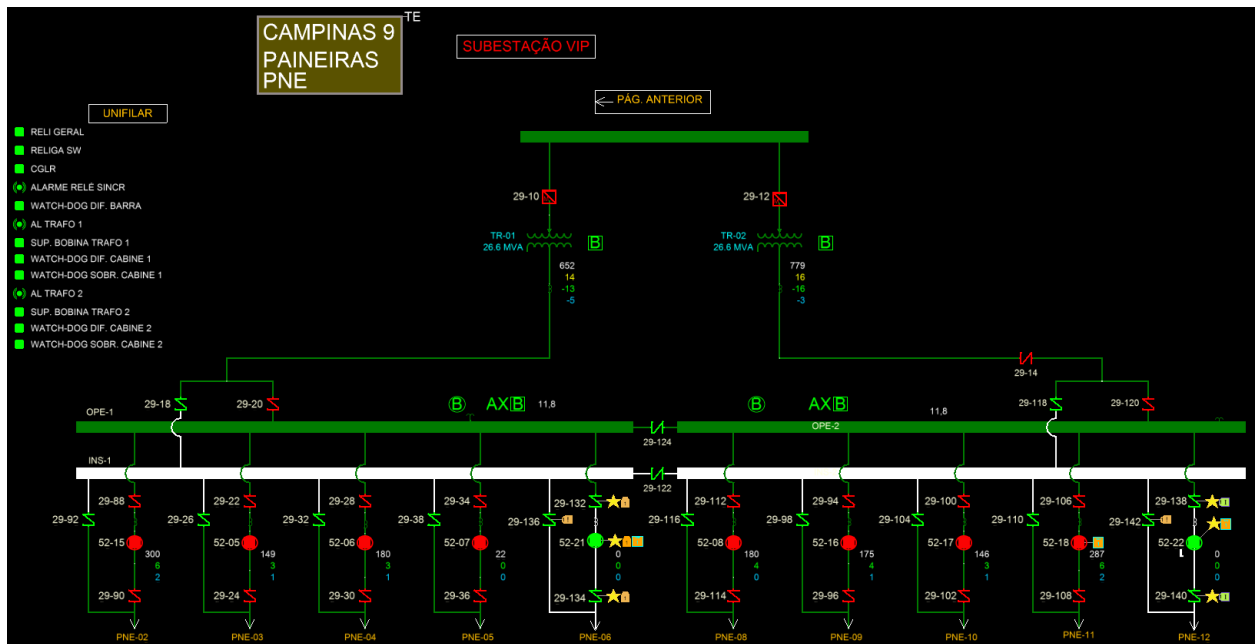 TE
CAMPINAS 9
PAINEIRAS
PNE
SUBESTAÇÃO VIP
PÁG. ANTERIOR
UNIFILAR
RELI GERAL
RELIGA SW
CGLR
ALARME RELÉ SINCR
WATCH-DOG DIF. BARRA
AL TRAFO 1
SUP. BOBINA TRAFO 1
WATCH-DOG DIF. CABINE 1
WATCH-DOG SOBR. CABINE 1
AL TRAFO 2
SUP. BOBINA TRAFO 2
WATCH-DOG DIF. CABINE 2
WATCH-DOG SOBR. CABINE 2
29-10 29-12
TR-01 B TR-02 B
26.6 MVA 26.6 MVA
652 779
14 16
-13 -16
-5 -3
29-14
29-18 29-20 B AX B 11,8 B AX B 11,8 29-118 29-120
OPE-1 OPE-2
29-124
INS-1
29-122
29-88 29-22 29-28 29-34 29-132 29-112 29-94 29-100 29-106 29-138
29-92 29-26 29-32 29-38 29-136 29-116 29-98 29-104 29-110 29-142
52-15 52-05 52-06 52-07 52-21 52-08 52-16 52-17 52-18 52-22
300 149 180 22 0 180 175 146 287 0
6 3 3 0 0 4 4 3 6 0
2 1 1 0 0 0 1 1 2 0
29-90 29-24 29-30 29-36 29-134 29-114 29-96 29-102 29-108 29-140
PNE-02 PNE-03 PNE-04 PNE-05 PNE-06 PNE-08 PNE-09 PNE-10 PNE-11 PNE-12